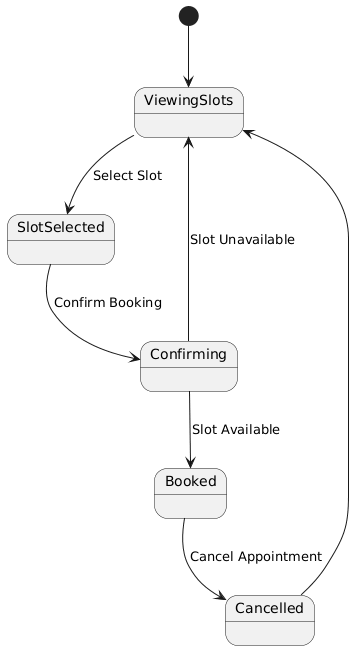 ViewingSlots
Select Slot
SlotSelected
Slot Unavailable
Confirm Booking
Confirming
Slot Available
Booked
Cancel Appointment
Cancelled